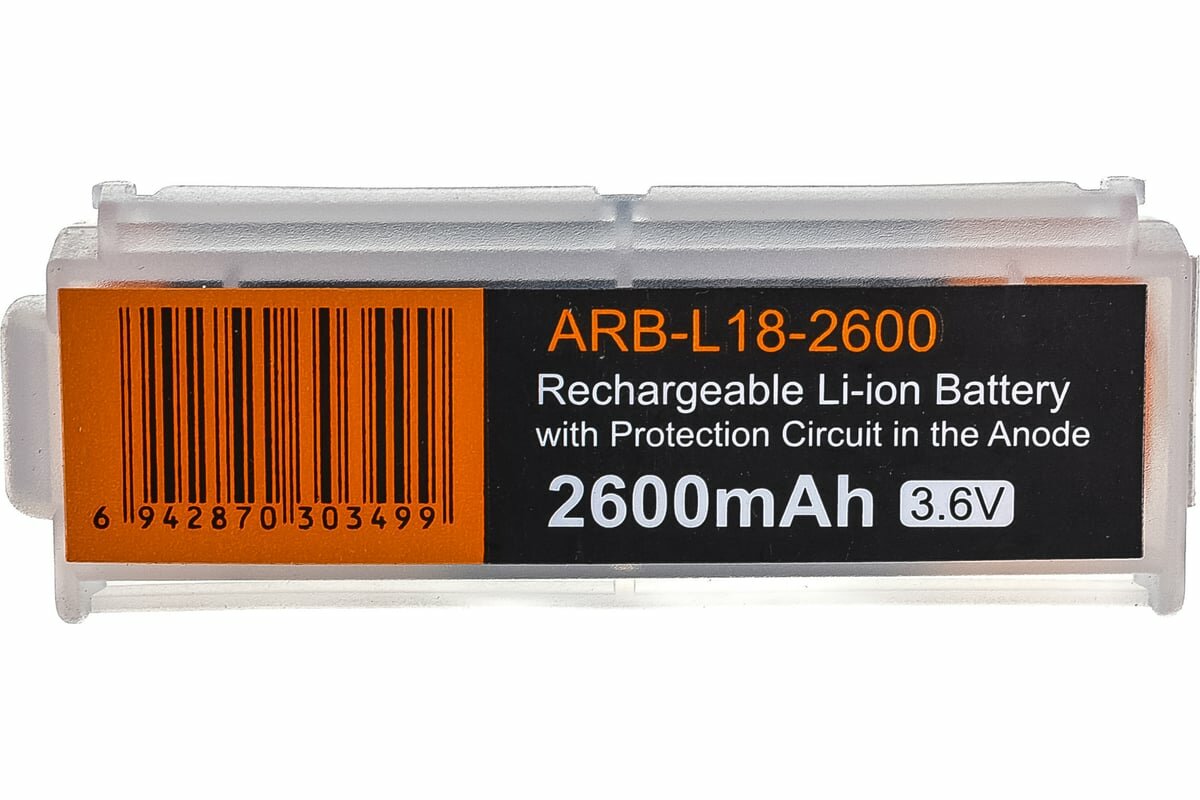 ARB-L18-2600
Rechargeable Li-ion Battery
with Protection Circuit in the Anode
2600mAh 3.6V
6 942870 303499